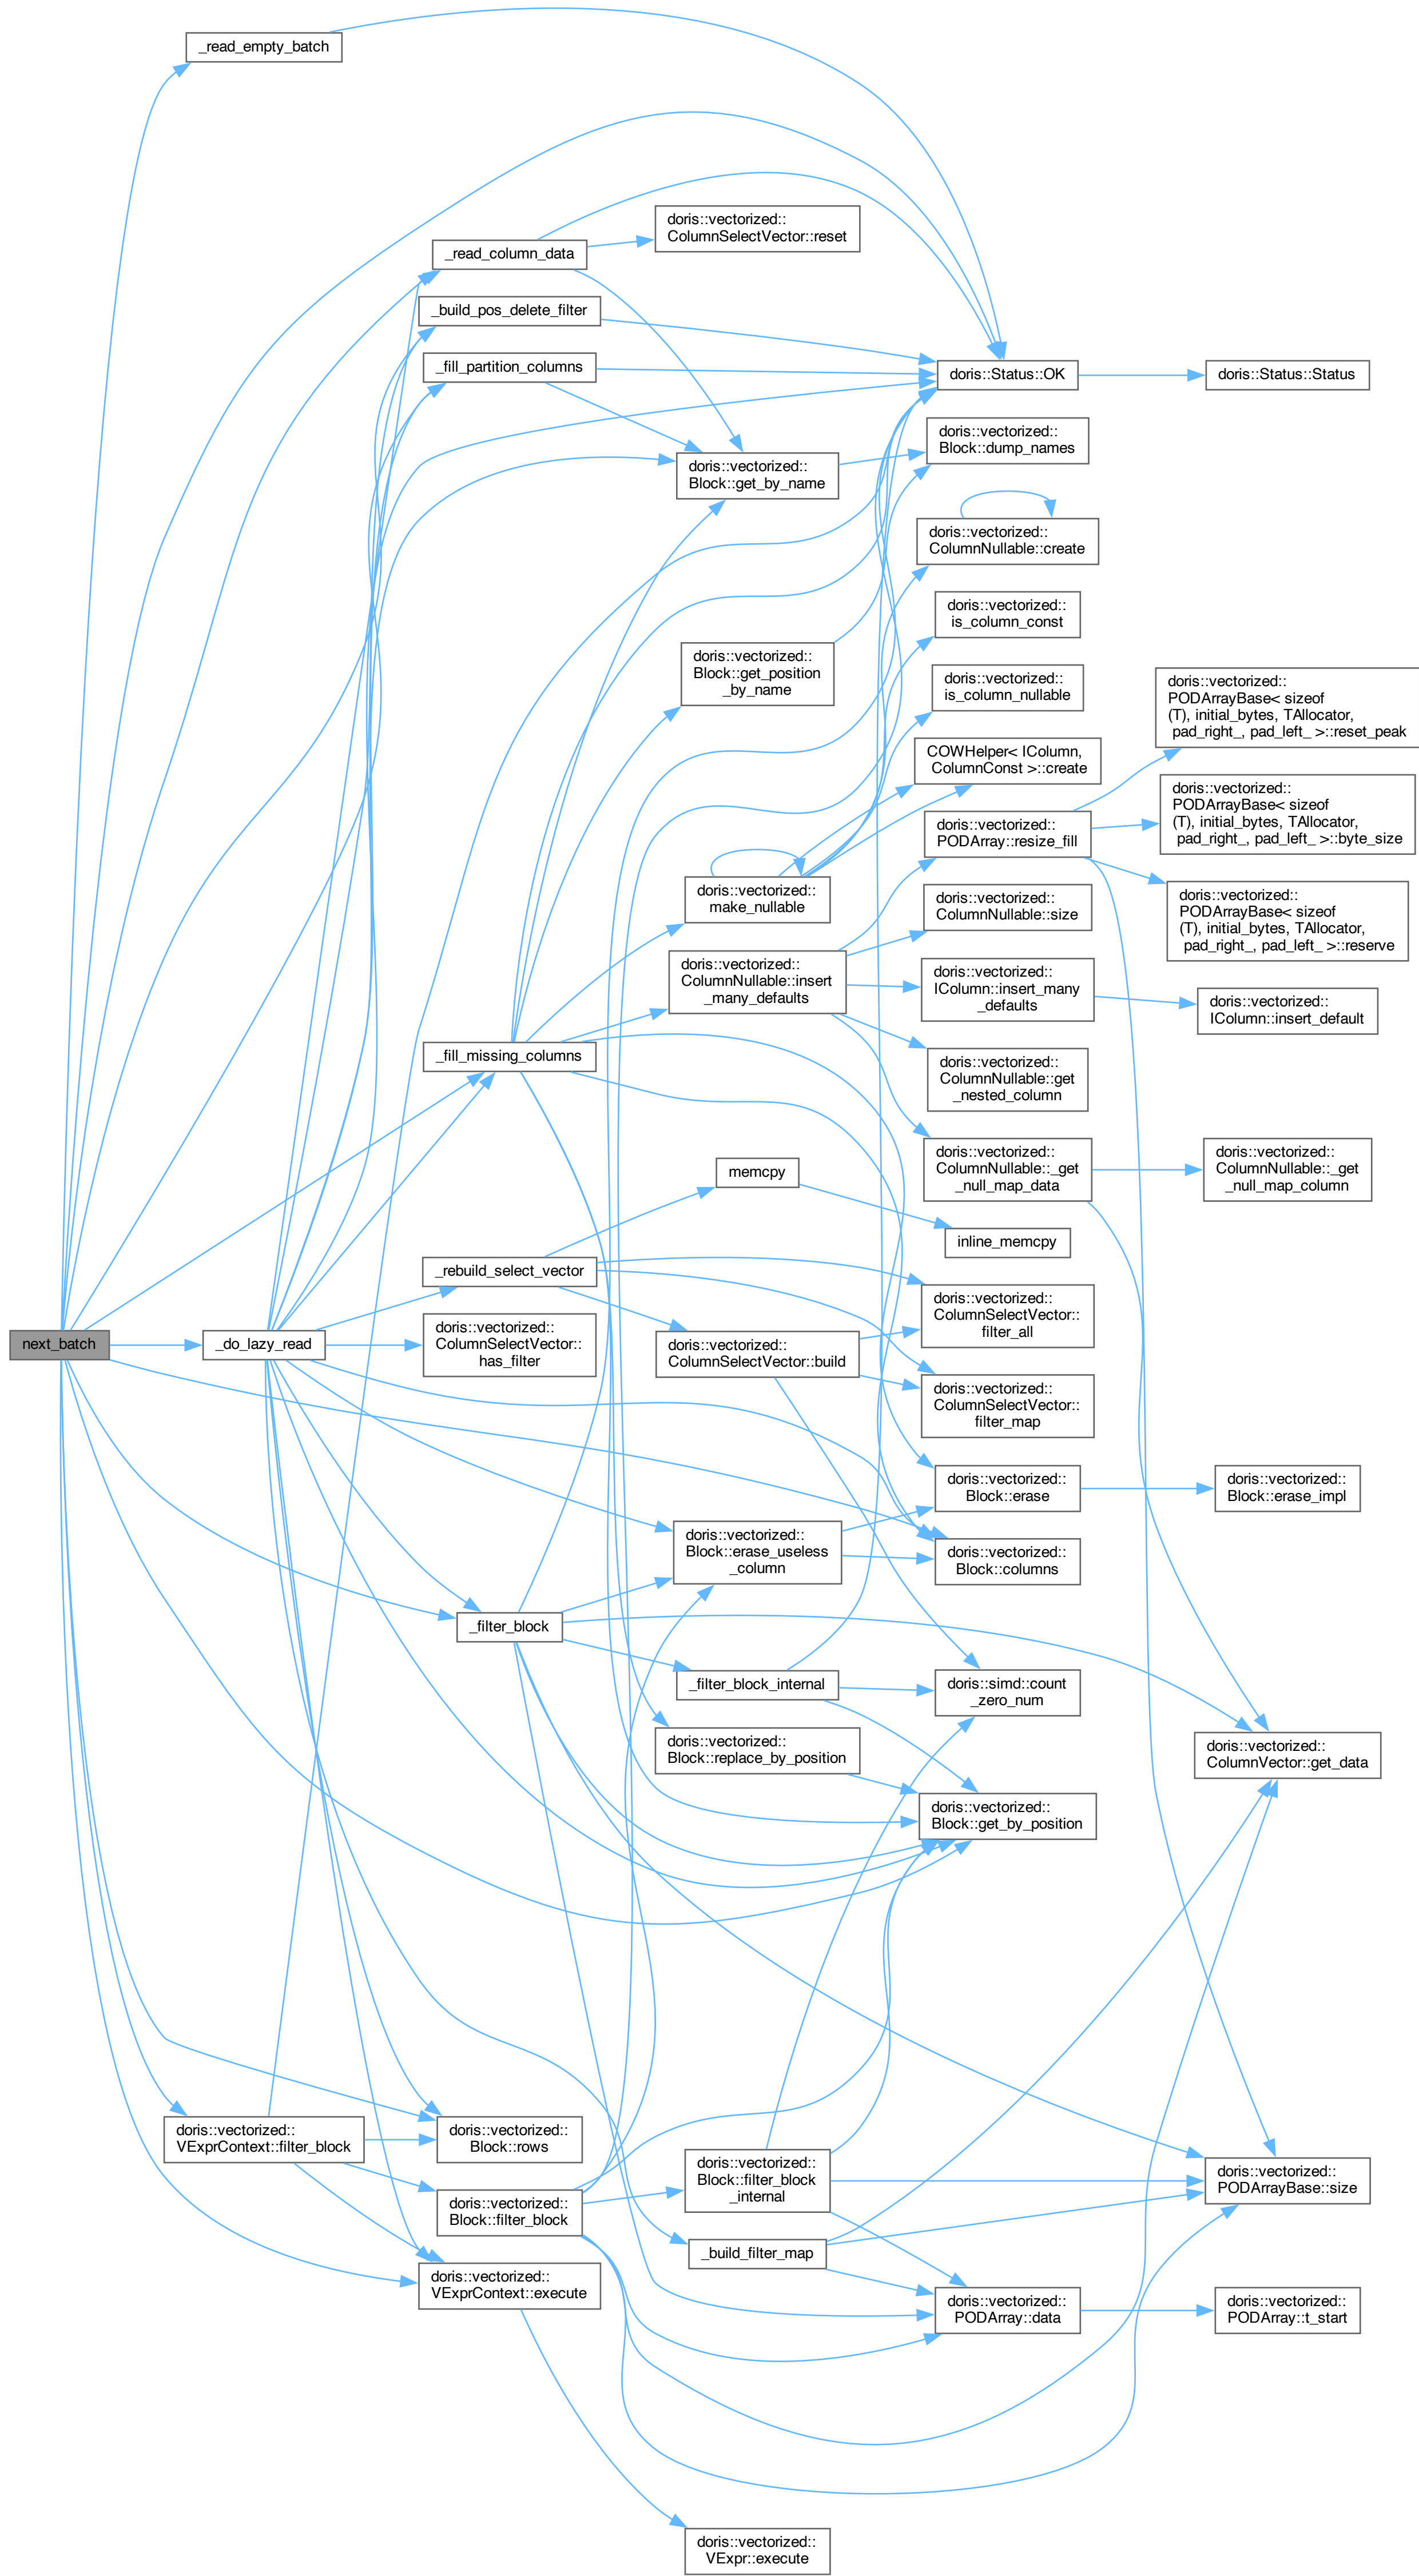 _read_empty_batch
doris::vectorized::
ColumnSelectVector::reset
_read_column_data
_build_pos_delete_filter
_fill_partition_columns
doris::Status::OK
doris::Status::Status
doris::vectorized::
Block::dump_names
doris::vectorized::
Block::get_by_name
doris::vectorized::
ColumnNullable::create
doris::vectorized::
is_column_const
doris::vectorized::
Block::get_position
_by_name
doris::vectorized::
is_column_nullable
doris::vectorized::
PODArrayBase< sizeof
(T), initial_bytes, TAllocator,
pad_right_, pad_left_ >::reset_peak
COWHelper< IColumn,
ColumnConst >::create
doris::vectorized::
PODArrayBase< sizeof
(T), initial_bytes, TAllocator,
pad_right_, pad_left_ >::byte_size
doris::vectorized::
PODArray::resize_fill
doris::vectorized::
make_nullable
doris::vectorized::
ColumnNullable::size
doris::vectorized::
PODArrayBase< sizeof
(T), initial_bytes, TAllocator,
pad_right_, pad_left_ >::reserve
doris::vectorized::
ColumnNullable::insert
_many_defaults
doris::vectorized::
IColumn::insert_many
_defaults
doris::vectorized::
IColumn::insert_default
_fill_missing_columns
doris::vectorized::
ColumnNullable::get
_nested_column
doris::vectorized::
ColumnNullable::_get
_null_map_data
doris::vectorized::
ColumnNullable::_get
_null_map_column
memcpy
inline_memcpy
_rebuild_select_vector
doris::vectorized::
ColumnSelectVector::
filter_all
next_batch
_do_lazy_read
doris::vectorized::
ColumnSelectVector::
has_filter
doris::vectorized::
ColumnSelectVector::build
doris::vectorized::
ColumnSelectVector::
filter_map
doris::vectorized::
Block::erase
doris::vectorized::
Block::erase_impl
doris::vectorized::
Block::erase_useless
_column
doris::vectorized::
Block::columns
_filter_block
_filter_block_internal
doris::simd::count
_zero_num
doris::vectorized::
Block::replace_by_position
doris::vectorized::
ColumnVector::get_data
doris::vectorized::
Block::get_by_position
doris::vectorized::
VExprContext::filter_block
doris::vectorized::
Block::rows
doris::vectorized::
Block::filter_block
_internal
doris::vectorized::
PODArrayBase::size
doris::vectorized::
Block::filter_block
_build_filter_map
doris::vectorized::
VExprContext::execute
doris::vectorized::
PODArray::data
doris::vectorized::
PODArray::t_start
doris::vectorized::
VExpr::execute